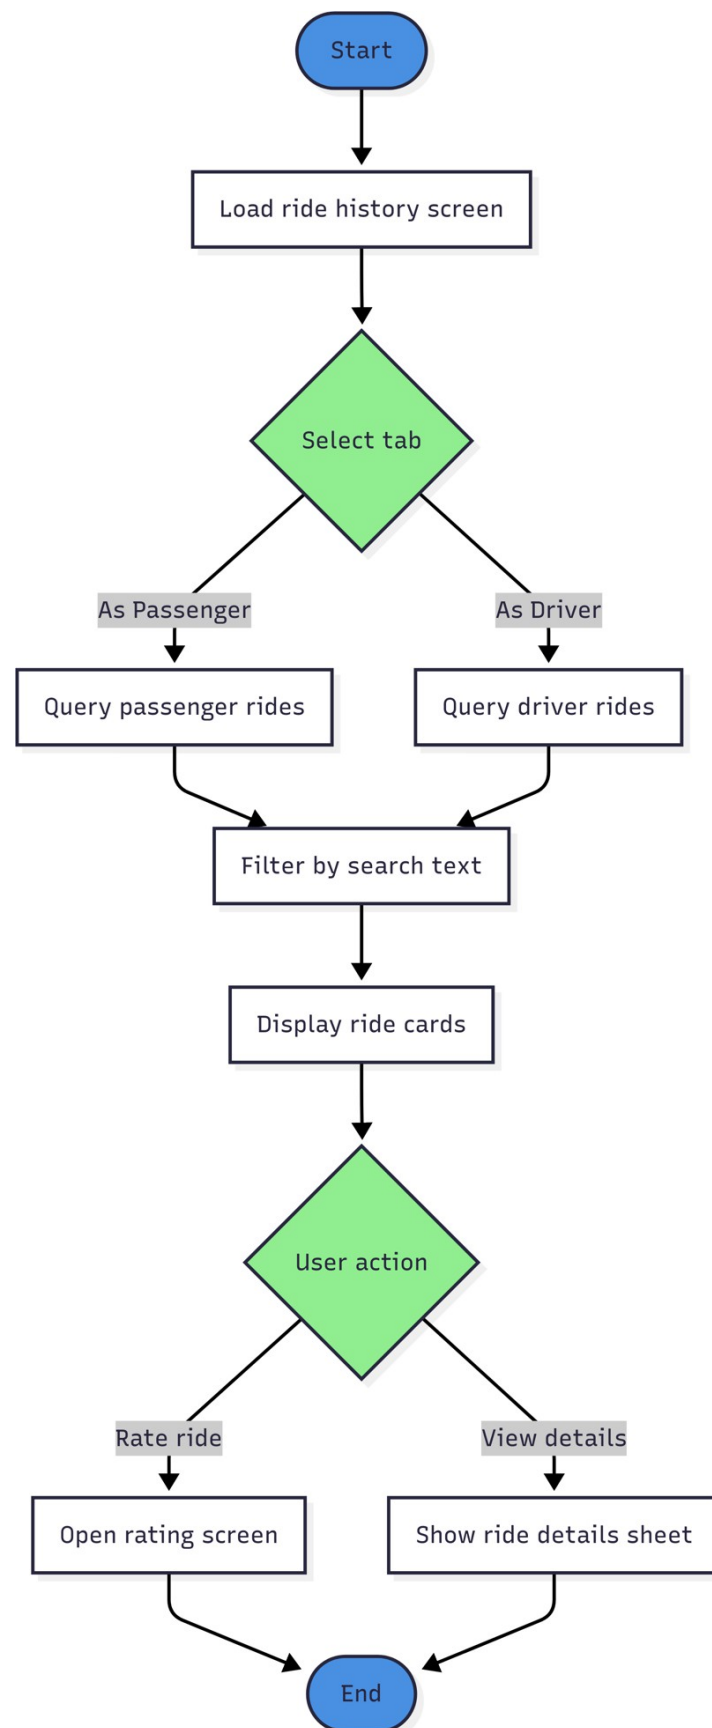 Start
Load ride history screen
Select tab
As Passenger
As Driver
Query passenger rides
Query driver rides
Filter by search text
Display ride cards
User action
Rate ride
View details
Open rating screen
Show ride details sheet
End